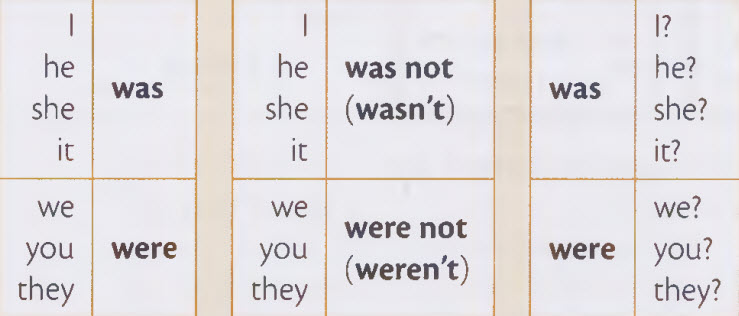 I
he
she
it
was
we
you
they
were
I
he
she
it
was not
(wasn't)
we
you
they
were not
(weren't)
was
I?
he?
she?
it?
were
we?
you?
they?